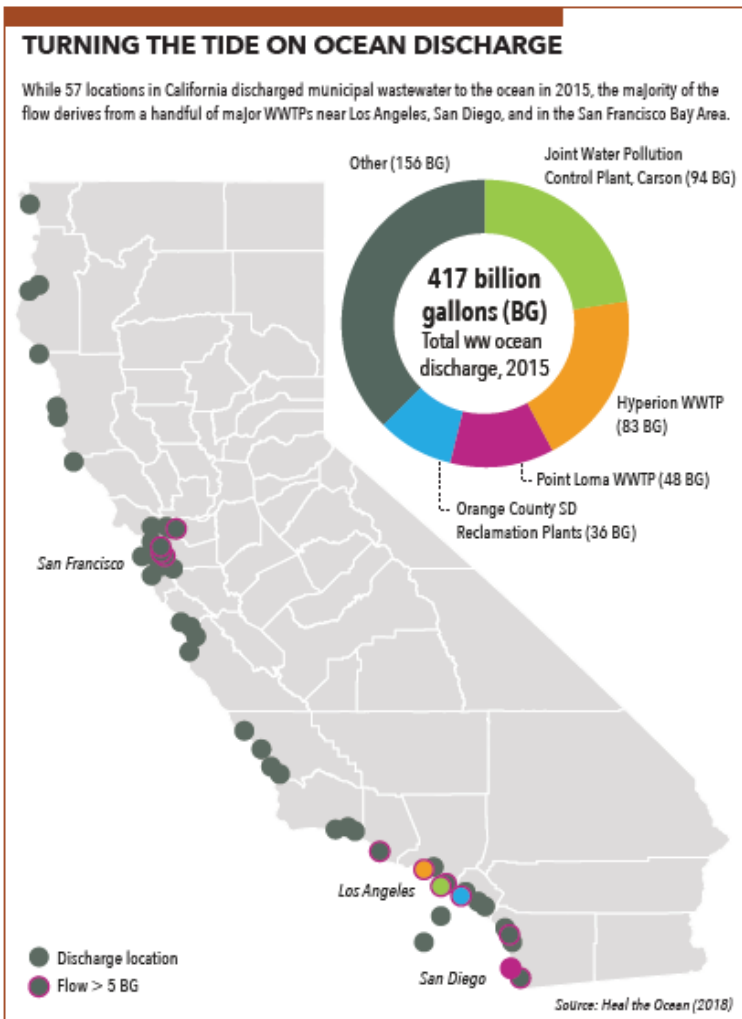 TURNING THE TIDE ON OCEAN DISCHARGE
While 57 locations in California discharged municipal wastewater to the ocean in 2015, the majority of the
flow derives from a handful of major WWTPs near Los Angeles, San Diego, and in the San Francisco Bay Area.
Other (156 BG)
Joint Water Pollution
Control Plant, Carson (94 BG)
417 billion
gallons (BG)
Total ww ocean
discharge, 2015
Hyperion WWTP
(83 BG)
Point Loma WWTP (48 BG)
Orange County SD
Reclamation Plants (36 BG)
San Francisco
Los Angeles
San Diego
Discharge location
Flow > 5 BG
Source: Heal the Ocean (2018)